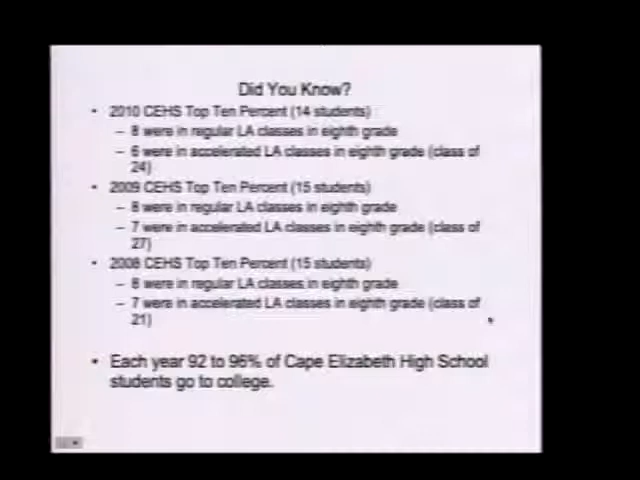 Did You Know?
• 2010 CEHS Top Ten Percent (14 students)
– 8 were in regular LA classes in eighth grade
– 6 were in accelerated LA classes in eighth grade (class of
24)
• 2009 CEHS Top Ten Percent (15 students)
– 8 were in regular LA classes in eighth grade
– 7 were in accelerated LA classes in eighth grade (class of
27)
• 2008 CEHS Top Ten Percent (15 students)
– 8 were in regular LA classes in eighth grade
– 7 were in accelerated LA classes in eighth grade (class of
21)
• Each year 92 to 96% of Cape Elizabeth High School
students go to college.